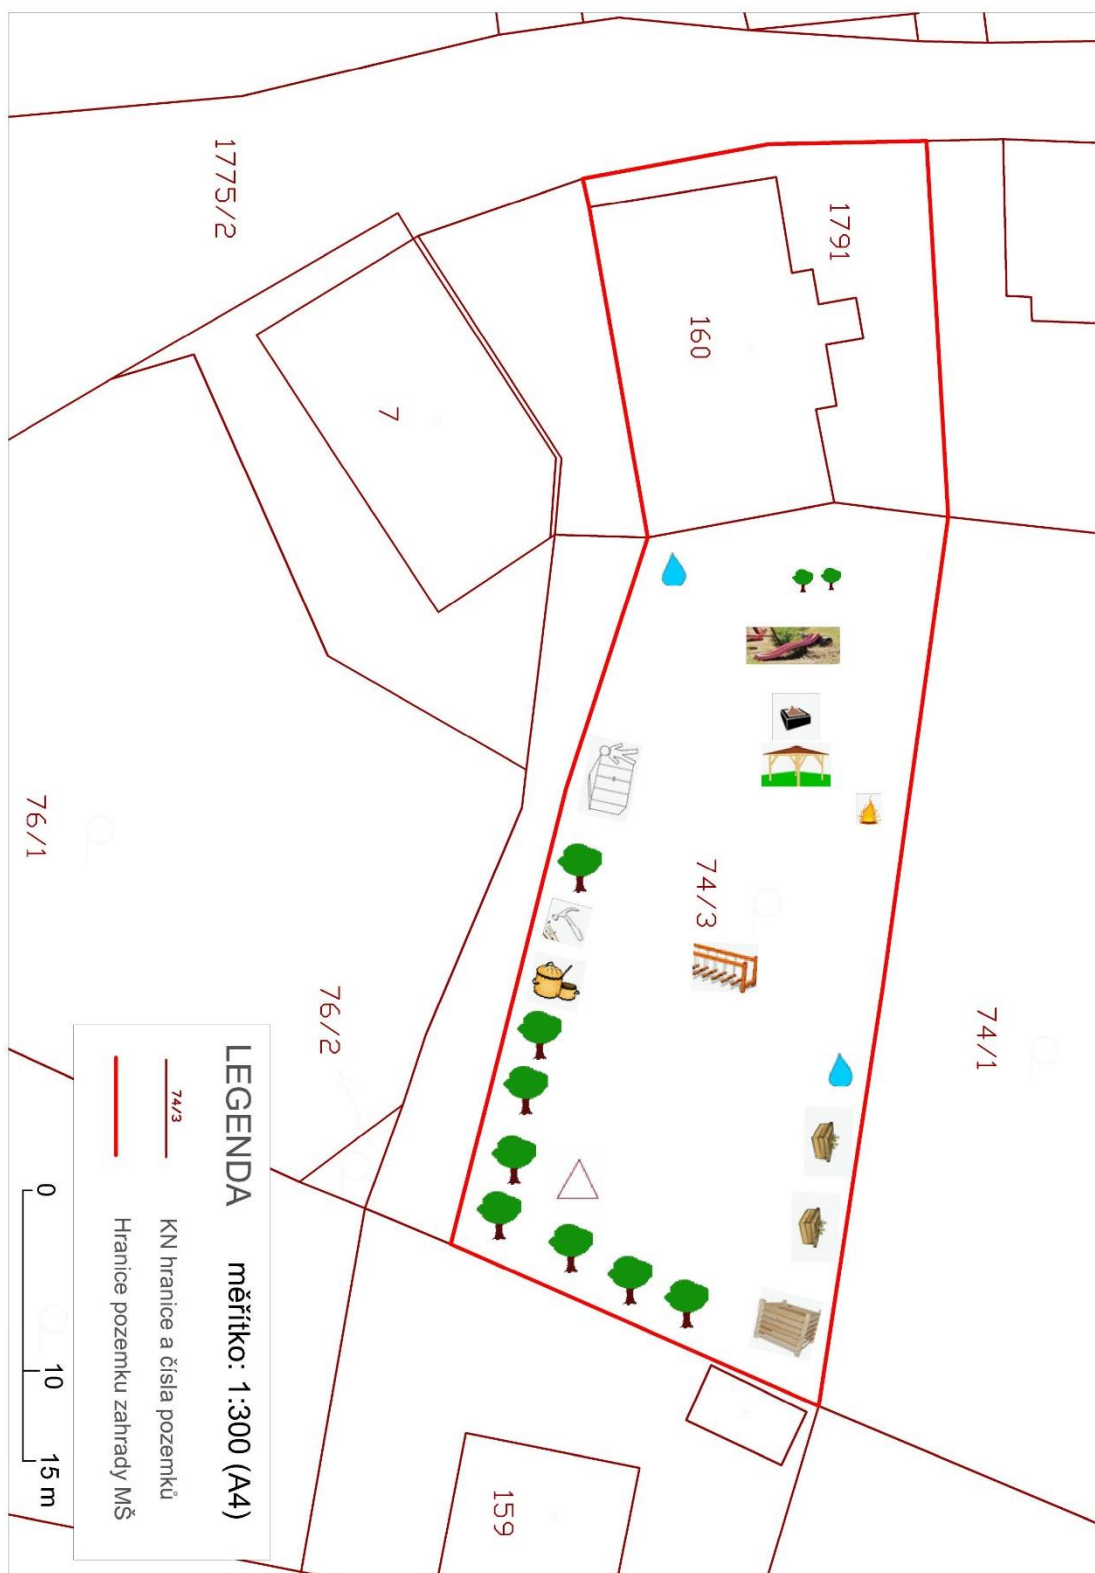 1775/2
1791
160
7
74/3
76/1
76/2
74/1
159
LEGENDA měřítko: 1:300 (A4)
74/3
KN hranice a čísla pozemků
Hranice pozemku zahrady MŠ
0 10 15 m